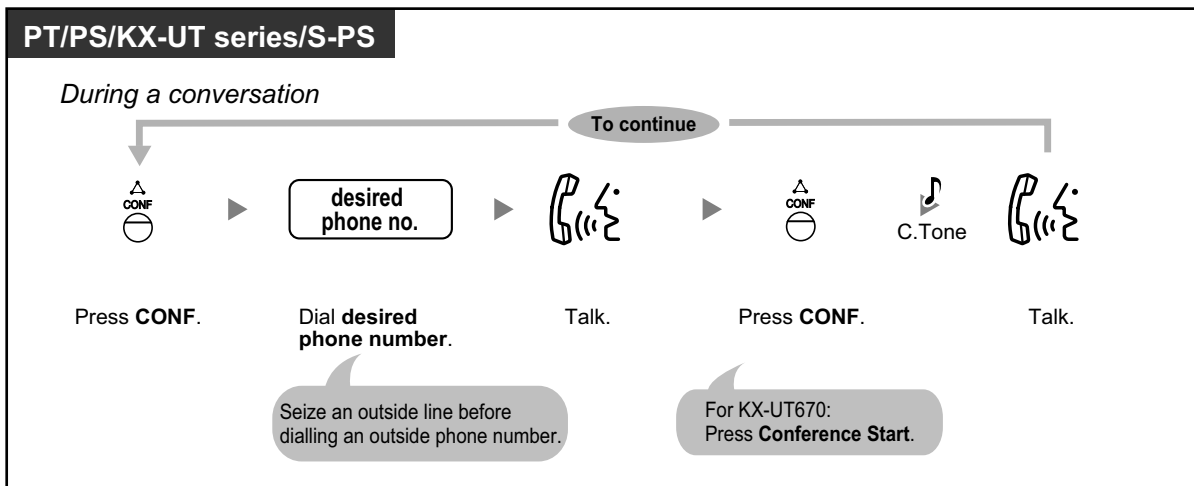 PT/PS/KX-UT series/S-PS
During a conversation
To continue
CONF
desired
phone no.
CONF
C.Tone
Press CONF.
Dial desired
phone number.
Talk.
Press CONF.
Talk.
Seize an outside line before
dialling an outside phone number.
For KX-UT670:
Press Conference Start.